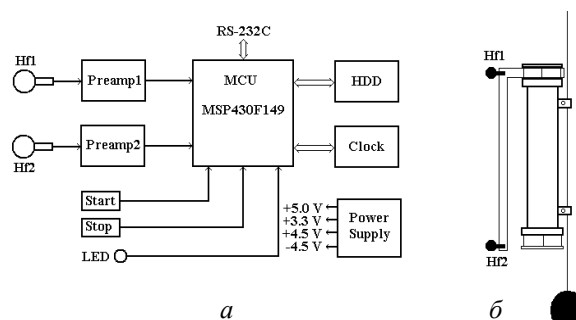 RS-232C
Hf1
Preamp1
MCU
MSP430F149
HDD
Preamp2
Hf2
Clock
Start
Stop
LED
+5.0 V
+3.3 V
+4.5 V
-4.5 V
Power
Supply
а
Hf1
Hf2
б